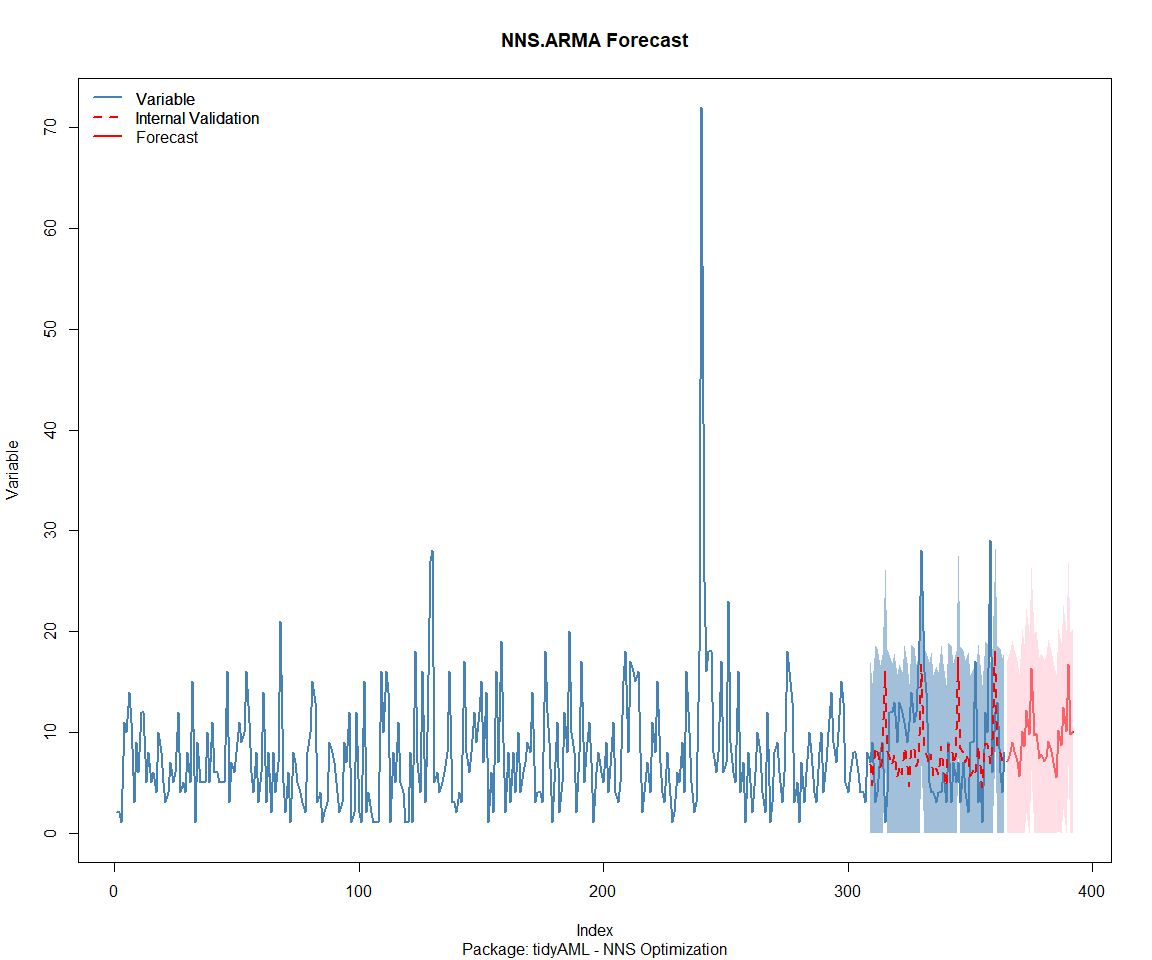 NNS.ARMA Forecast
Variable
Internal Validation
Forecast
Variable
70
60
50
40
30
20
10
0
0 100 200 300 400
Index
Package: tidyAML - NNS Optimization